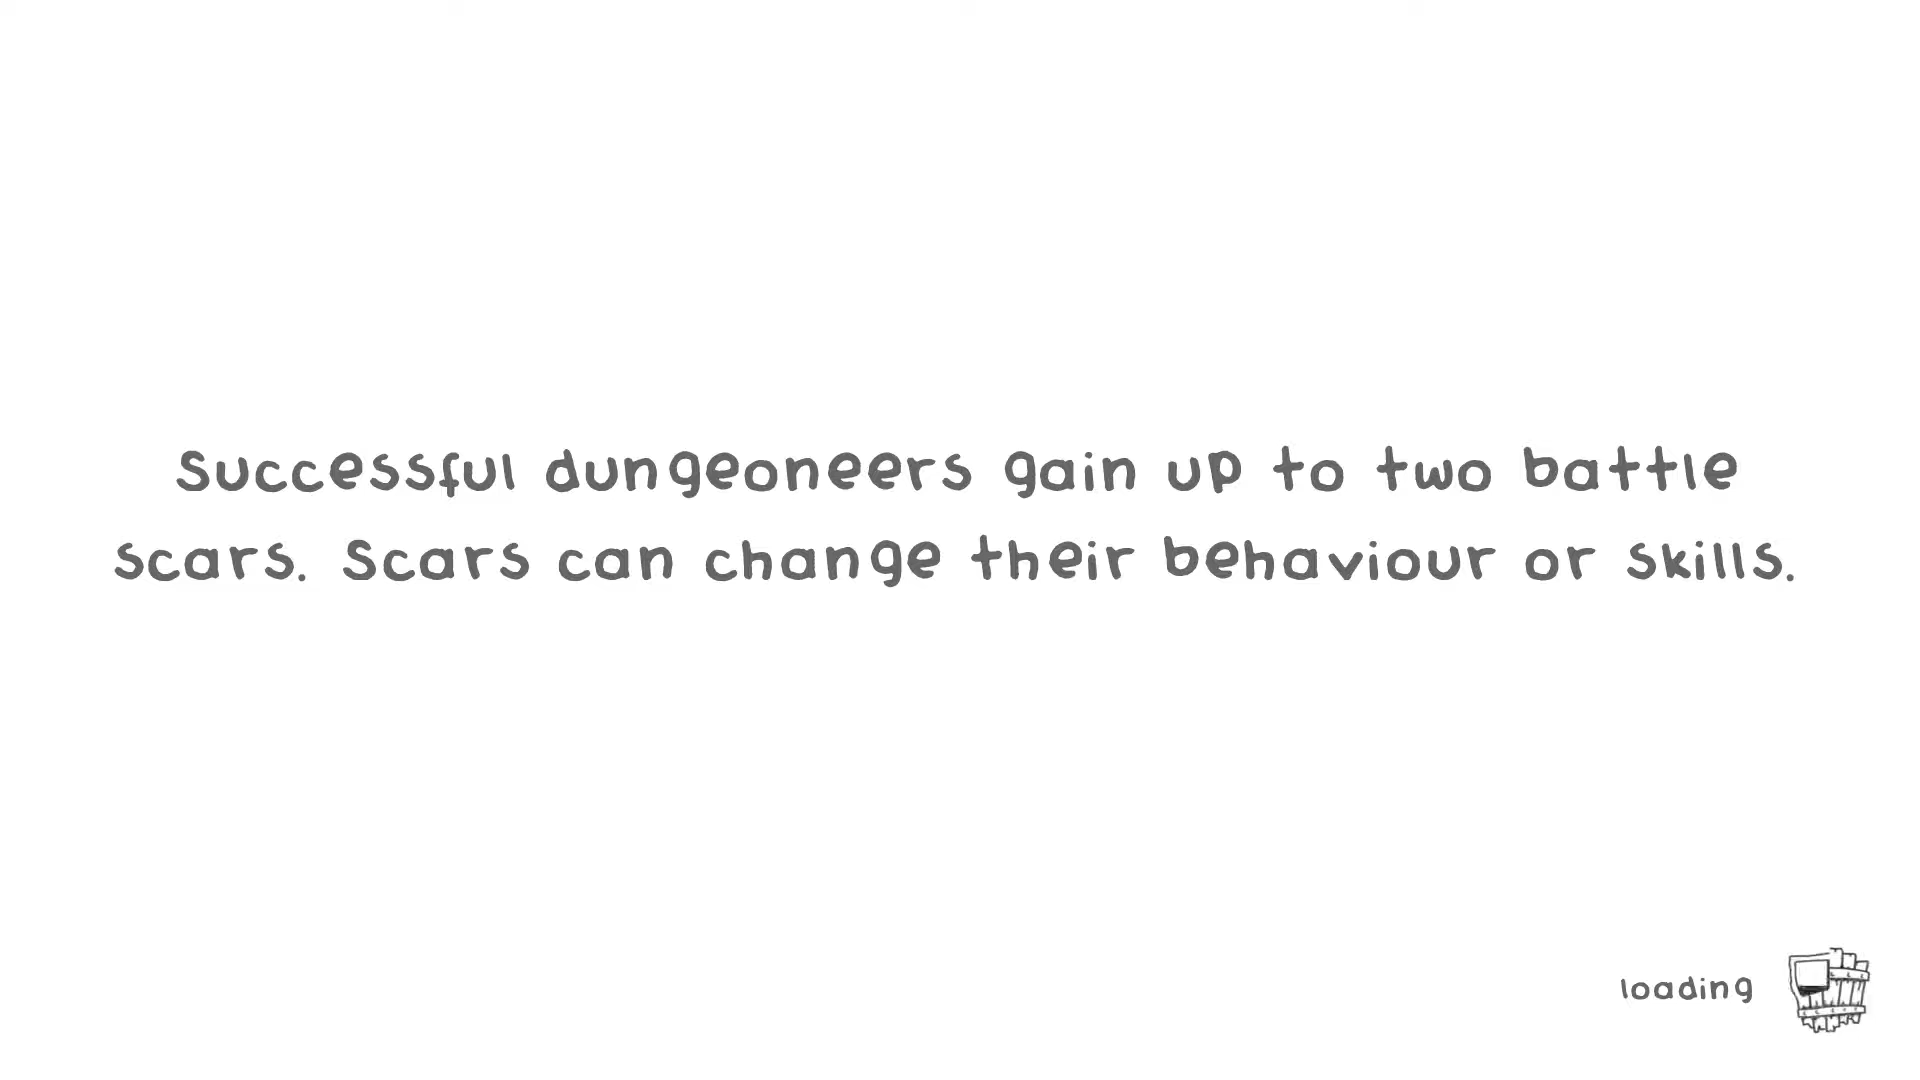 Successful dungeoneers gain up to two battle
scars. Scars can change their behaviour or skills.
loading